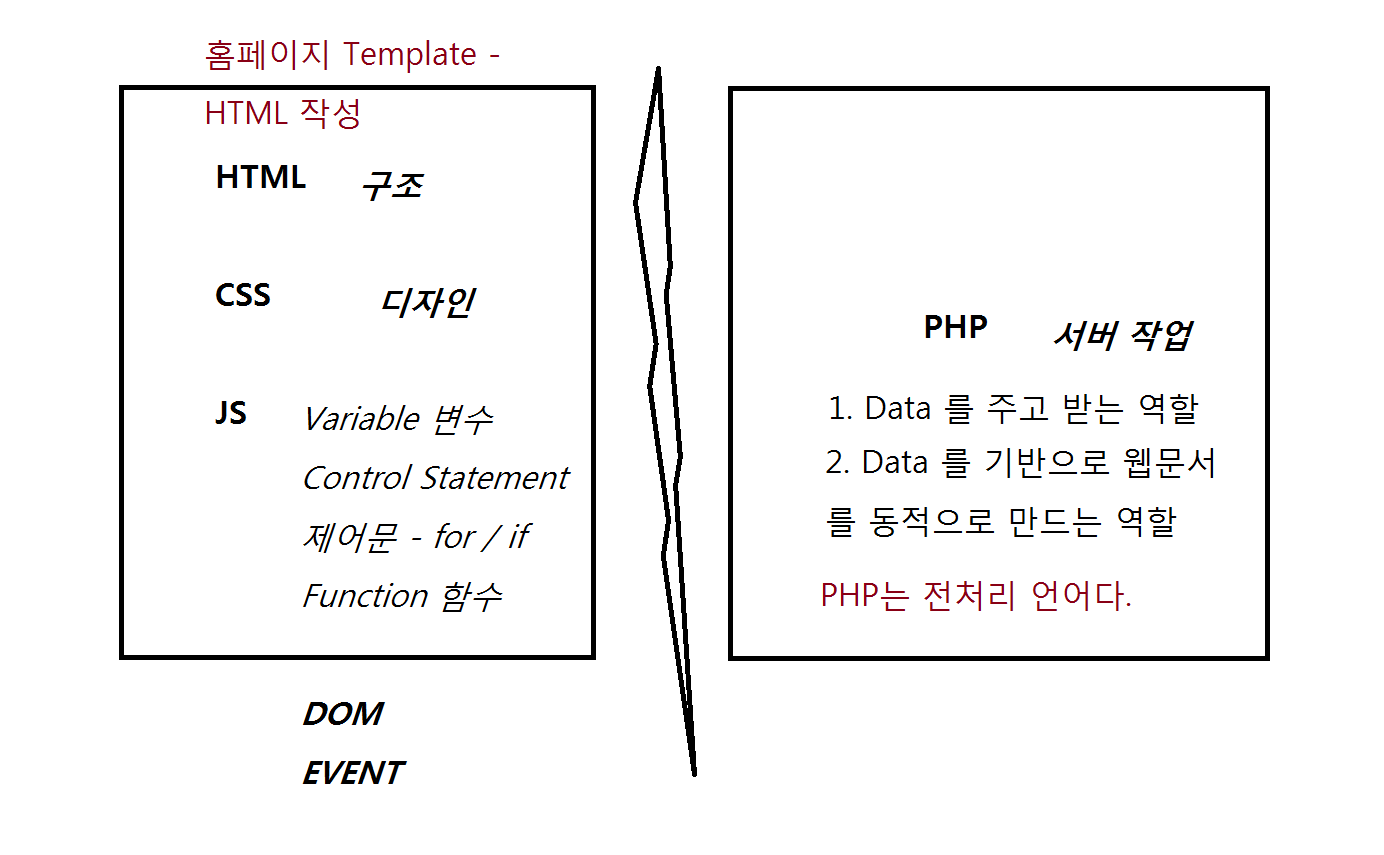 홈페이지 Template -
HTML 작성
HTML 구조
CSS 디자인
JS Variable 변수
Control Statement
제어문 - for / if
Function 함수
DOM
EVENT
PHP 서버 작업
1. Data 를 주고 받는 역할
2. Data 를 기반으로 웹문서
를 동적으로 만드는 역할
PHP는 전처리 언어다.